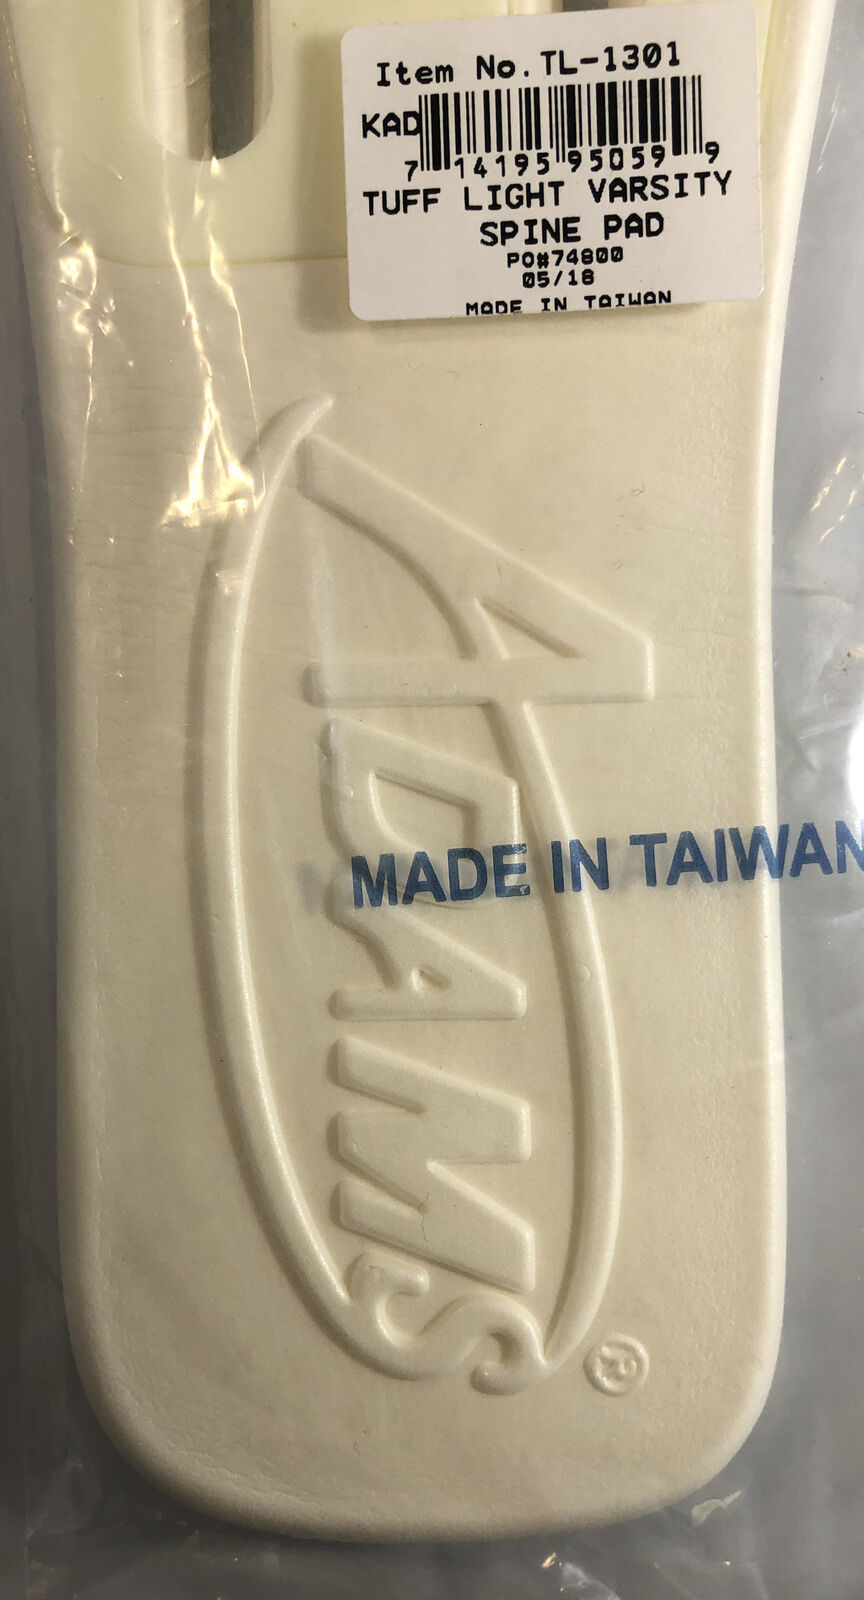 Item No. TL-1301
KAD
7 14195 95059 9
TUFF LIGHT VARSITY
SPINE PAD
PO#74800
05/18
MADE IN TAIWAN
ADAMS®
MADE IN TAIWAN